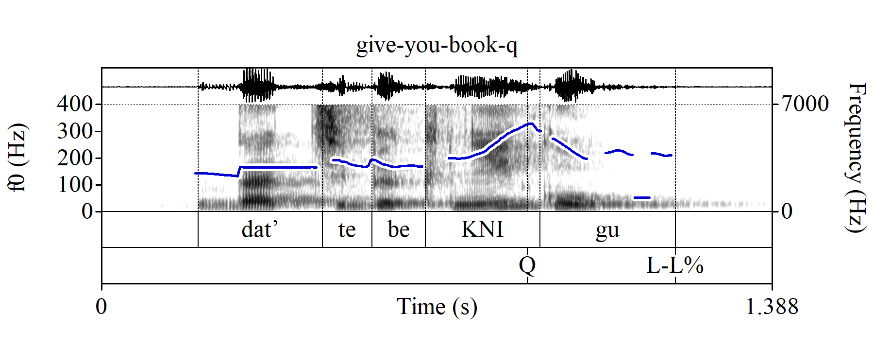 give-you-book-q
400
300
200
100
0
f0 (Hz)
7000
0
Frequency (Hz)
dat’ te be KNI gu
Q L-L%
0 Time (s) 1.388